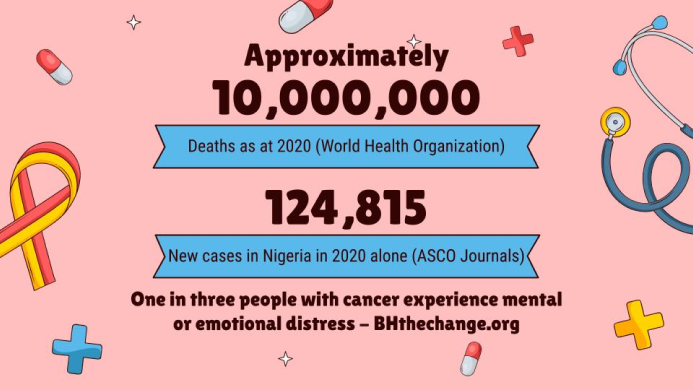 Approximately
10,000,000
Deaths as at 2020 (World Health Organization)
124,815
New cases in Nigeria in 2020 alone (ASCO Journals)
One in three people with cancer experience mental
or emotional distress – BHthechange.org